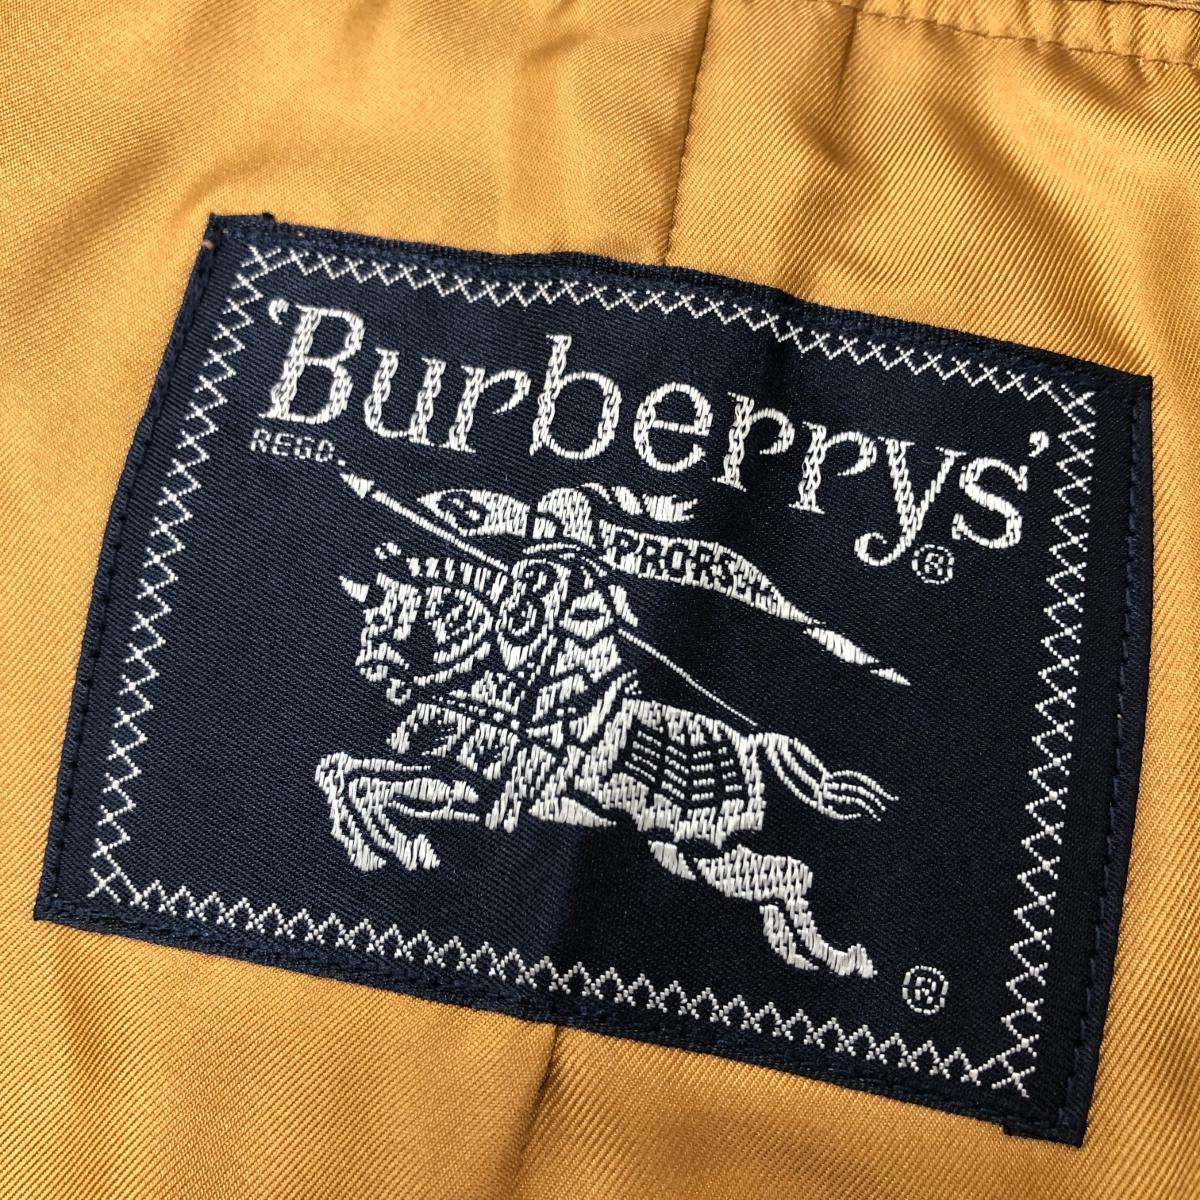 'Burberrys'
REGD.
®
B PRORSUM
B
®